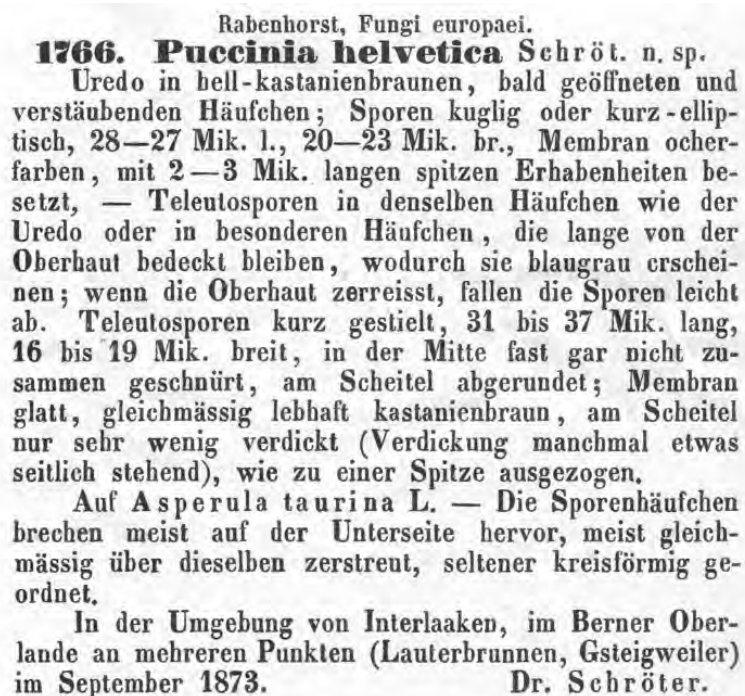 Rabenhorst, Fungi europaei.
1766. Puccinia helvetica Schröt. n. sp.
Uredo in hell-kastanienbraunen, bald geöffneten und
verstäubenden Häufchen; Sporen kuglig oder kurz-ellip-
tisch, 28—27 Mik. l., 20—23 Mik. br., Membran ocher-
farben, mit 2—3 Mik. langen spitzen Erhabenheiten be-
setzt, — Teleutosporen in denselben Häufchen wie der
Uredo oder in besonderen Häufchen, die lange von der
Oberhaut bedeckt bleiben, wodurch sie blaugrau erschei-
nen; wenn die Oberhaut zerreisst, fallen die Sporen leicht
ab. Teleutosporen kurz gestielt, 31 bis 37 Mik. lang,
16 bis 19 Mik. breit, in der Mitte fast gar nicht zu-
sammen geschnürt, am Scheitel abgerundet; Membran
glatt, gleichmässig lebhaft kastanienbraun, am Scheitel
nur sehr wenig verdickt (Verdickung manchmal etwas
seitlich stehend), wie zu einer Spitze ausgezogen.
Auf Asperula taurina L. — Die Sporenhäufchen
brechen meist auf der Unterseite hervor, meist gleich-
mässig über dieselben zerstreut, seltener kreisförmig ge-
ordnet.
In der Umgebung von Interlaaken, im Berner Ober-
lande an mehreren Punkten (Lauterbrunnen, Gsteigweiler)
im September 1873. Dr. Schröter.